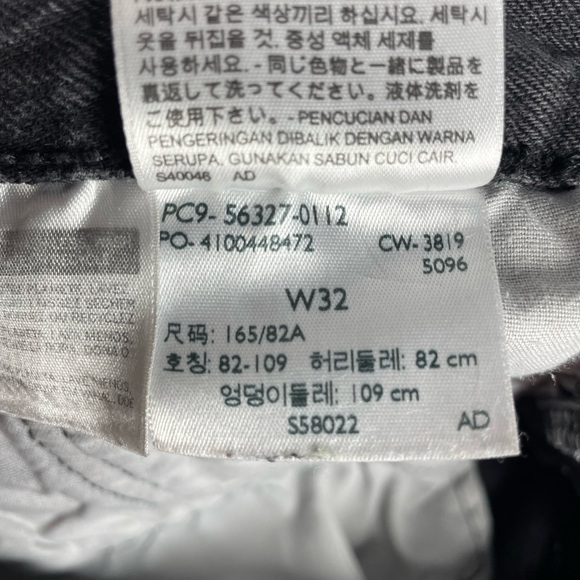 세탁시 같은 색상끼리 하십시요. 세탁시
옷을 뒤집을 것. 중성 액체 세제를
사용하세요. - 同じ色物と一緒に製品を
裏返して洗ってください。液体洗剤を
ご使用下さい。- PENCUCIAN DAN
PENGERINGAN DIBALIK DENGAN WARNA
SERUPA. GUNAKAN SABUN CUCI CAIR.
S40046 AD
PC9- 56327-0112
PO- 4100448472 CW- 3819
5096
W32
尺码: 165/82A
호칭: 82-109 허리둘레: 82 cm
엉덩이둘레: 109 cm
S58022 AD